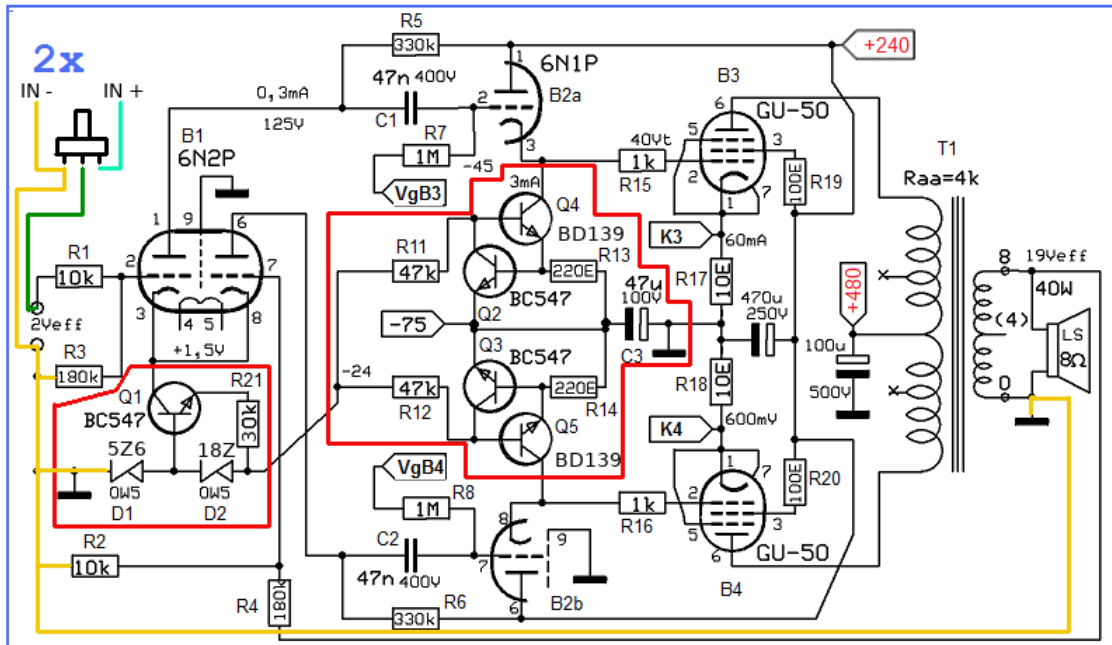 2x
IN -
IN +
R5
330k
+240
6N1P
47n 400V
0,3mA
125V
C1
1
2
3
B2a
B1
6N2P
R7
1M
VgB3
-45
40Vt
1k
R15
B3
GU-50
6
5
2
3
1
7
100E
R19
T1
Raa=4k
3mA
Q4
BD139
K3
60mA
1
9
6
R1
10k
2
7
3
4
5
8
R11
47k
R13
220E
R17
10E
47u
100V
470u
250V
+480
8
19Veff
40W
(4)
LS
8Ω
0
BC547
Q2
-75
2Veff
+1,5V
R3
180k
Q3
BC547
C3
100u
500V
-24
47k
R12
220E
R14
R18
10E
Q1
BC547
R21
30k
Q5
BD139
K4
600mV
5Z6
18Z
0W5
0W5
D1
D2
VgB4
R8
1M
1k
R16
1
7
2
5
3
6
100E
R20
GU-50
B4
R2
10k
R4
180k
C2
47n
400V
8
7
9
6
B2b
R6
330k